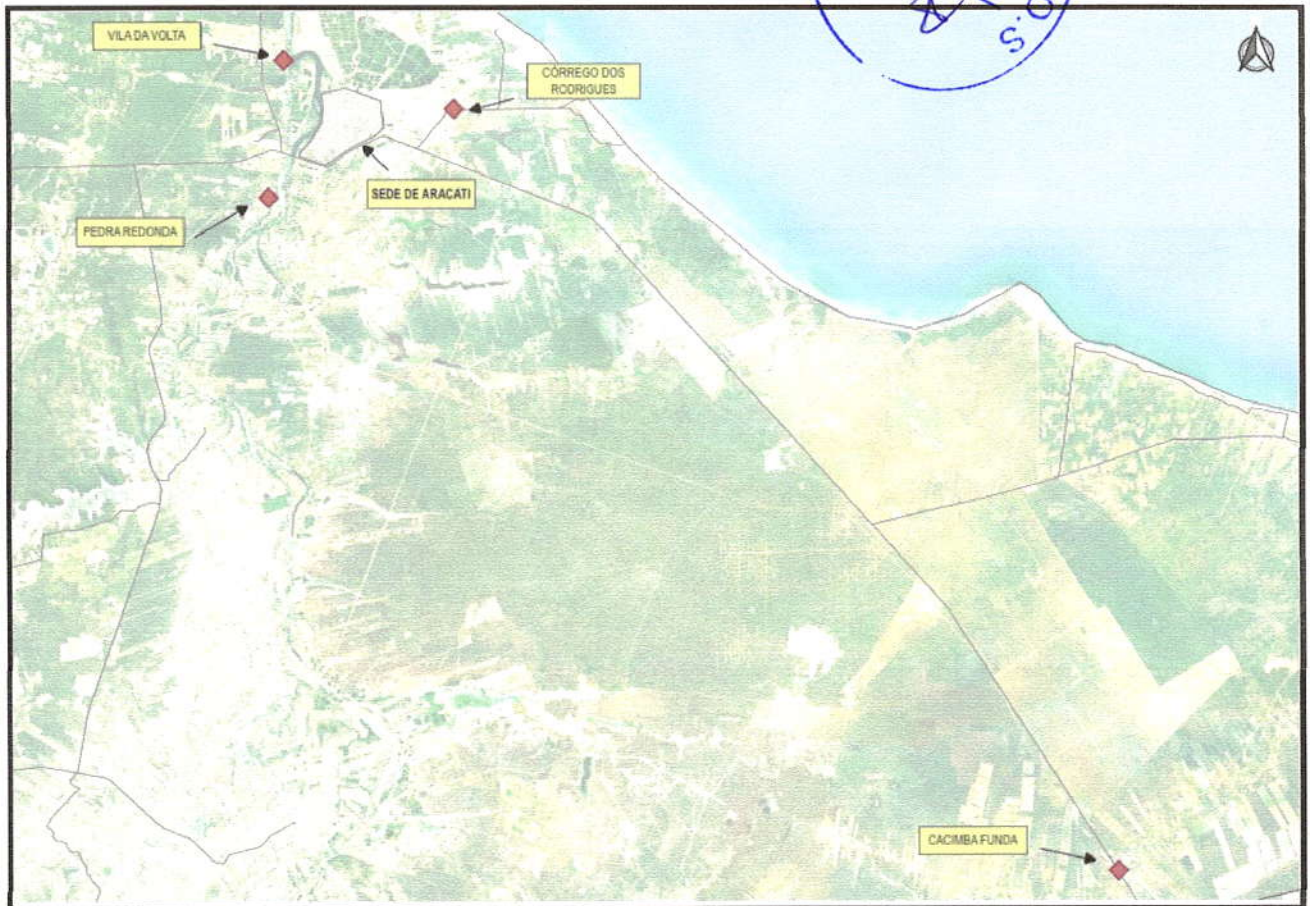 VILA DA VOLTA
CÓRREGO DOS
RODRIGUES
SEDE DE ARACATI
PEDRA REDONDA
CACIMBA FUNDA